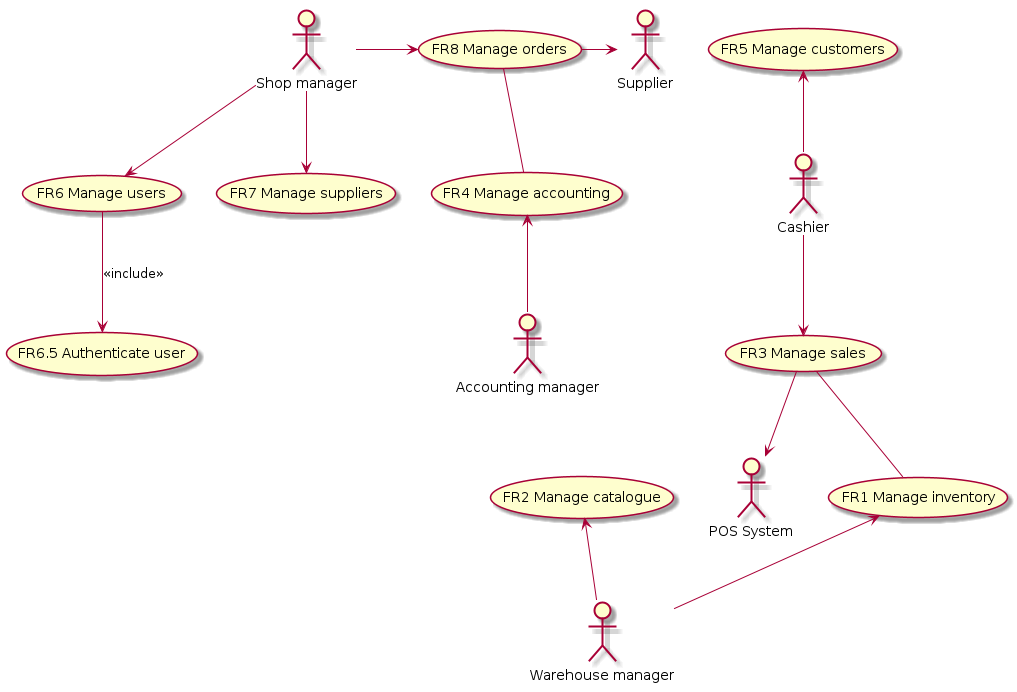 FR8 Manage orders
FR5 Manage customers
Shop manager
Supplier
FR6 Manage users
FR7 Manage suppliers
FR4 Manage accounting
Cashier
«include»
FR6.5 Authenticate user
FR3 Manage sales
Accounting manager
FR2 Manage catalogue
FR1 Manage inventory
POS System
Warehouse manager